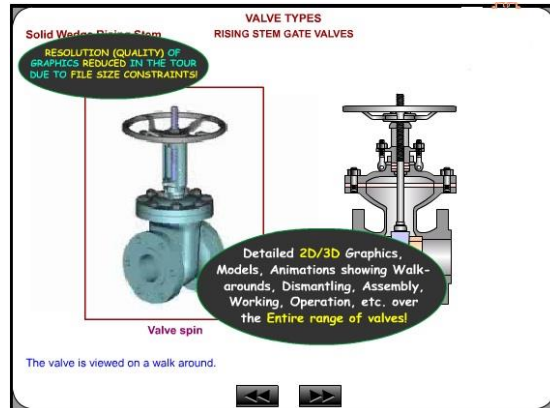 VALVE TYPES
Solid Wedge Rising Stem
RISING STEM GATE VALVES
RESOLUTION (QUALITY) OF
GRAPHICS REDUCED IN THE TOUR
DUE TO FILE SIZE CONSTRAINTS!
Detailed 2D/3D Graphics,
Models, Animations showing Walk-
arounds, Dismantling, Assembly,
Working, Operation, etc. over
the Entire range of valves!
Valve spin
The valve is viewed on a walk around.